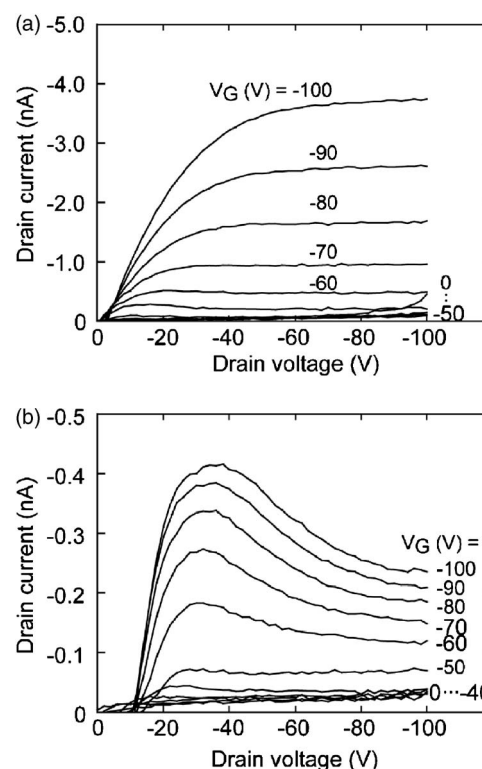 (a)
-5.0
-4.0
-3.0
-2.0
-1.0
0
Drain current (nA)
VG (V) = -100
-90
-80
-70
-60
0
⋮
-50
0 -20 -40 -60 -80 -100
Drain voltage (V)
(b)
-0.5
-0.4
-0.3
-0.2
-0.1
0
Drain current (nA)
VG (V) =
-100
-90
-80
-70
-60
-50
0⋯-40
0 -20 -40 -60 -80 -100
Drain voltage (V)